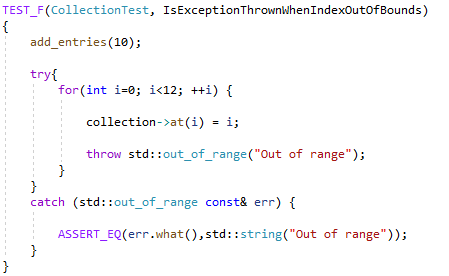 TEST_F(CollectionTest, IsExceptionThrownWhenIndexOutOfBounds)
{
    add_entries(10);
    try{
        for(int i=0; i<12; ++i) {
            collection->at(i) = i;
            throw std::out_of_range("Out of range");
        }
    }
    catch (std::out_of_range const& err) {
        ASSERT_EQ(err.what(),std::string("Out of range"));
    }
}